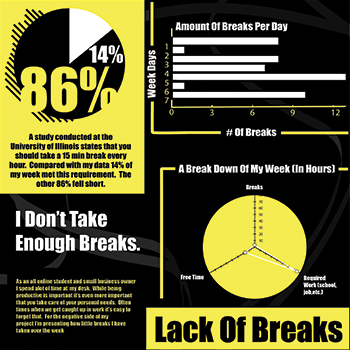 14%
86%
A study conducted at the
University of Illinois states that you
should take a 15 min break every
hour. Compared with my data 14% of
my week met this requirement. The
other 86% fell short.
Amount Of Breaks Per Day
Week Days
1
2
3
4
5
6
7
0
3
6
9
12
# Of Breaks
I Don't Take
Enough Breaks.
As an all online student and small business owner
I spend alot of time at my desk. While being
productive is important it's even more important
that you take care of your personal needs. Often
times when we get caught up in work it's easy to
forget that. For the negative side of my
project I'm presenting how little breaks I have
taken over the week
A Break Down Of My Week (In Hours)
Breaks
Free Time
Required
Work (school,
job,etc.)
Lack Of Breaks